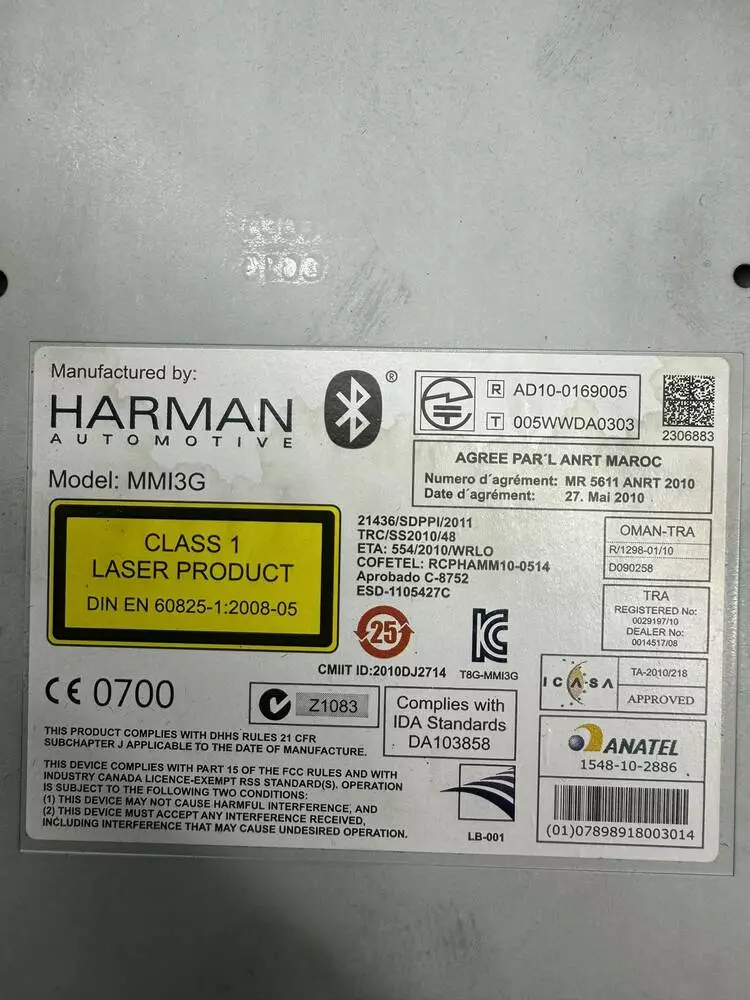 Manufactured by:
HARMAN
AUTOMOTIVE
®
Model: MMI3G
R AD10-0169005
T 005WWDA0303
2306883
AGREE PAR´L ANRT MAROC
Numero d´agrément: MR 5611 ANRT 2010
Date d´agrément: 27. Mai 2010
CLASS 1
LASER PRODUCT
DIN EN 60825-1:2008-05
21436/SDPPI/2011
TRC/SS2010/48
ETA: 554/2010/WRLO
COFETEL: RCPHAMM10-0514
Aprobado C-8752
ESD-1105427C
OMAN-TRA
R/1298-01/10
D090258
TRA
REGISTERED No:
0029197/10
DEALER No:
0014517/08
25
CMIIT ID:2010DJ2714
T8G-MMI3G
ICASA
TA-2010/218
APPROVED
CE 0700
Z1083
Complies with
IDA Standards
DA103858
ANATEL
1548-10-2886
(01)07898918003014
THIS PRODUCT COMPLIES WITH DHHS RULES 21 CFR
SUBCHAPTER J APPLICABLE TO THE DATE OF MANUFACTURE.
THIS DEVICE COMPLIES WITH PART 15 OF THE FCC RULES AND WITH
INDUSTRY CANADA LICENCE-EXEMPT RSS STANDARD(S). OPERATION
IS SUBJECT TO THE FOLLOWING TWO CONDITIONS:
(1) THIS DEVICE MAY NOT CAUSE HARMFUL INTERFERENCE, AND
(2) THIS DEVICE MUST ACCEPT ANY INTERFERENCE RECEIVED,
INCLUDING INTERFERENCE THAT MAY CAUSE UNDESIRED OPERATION.
LB-001